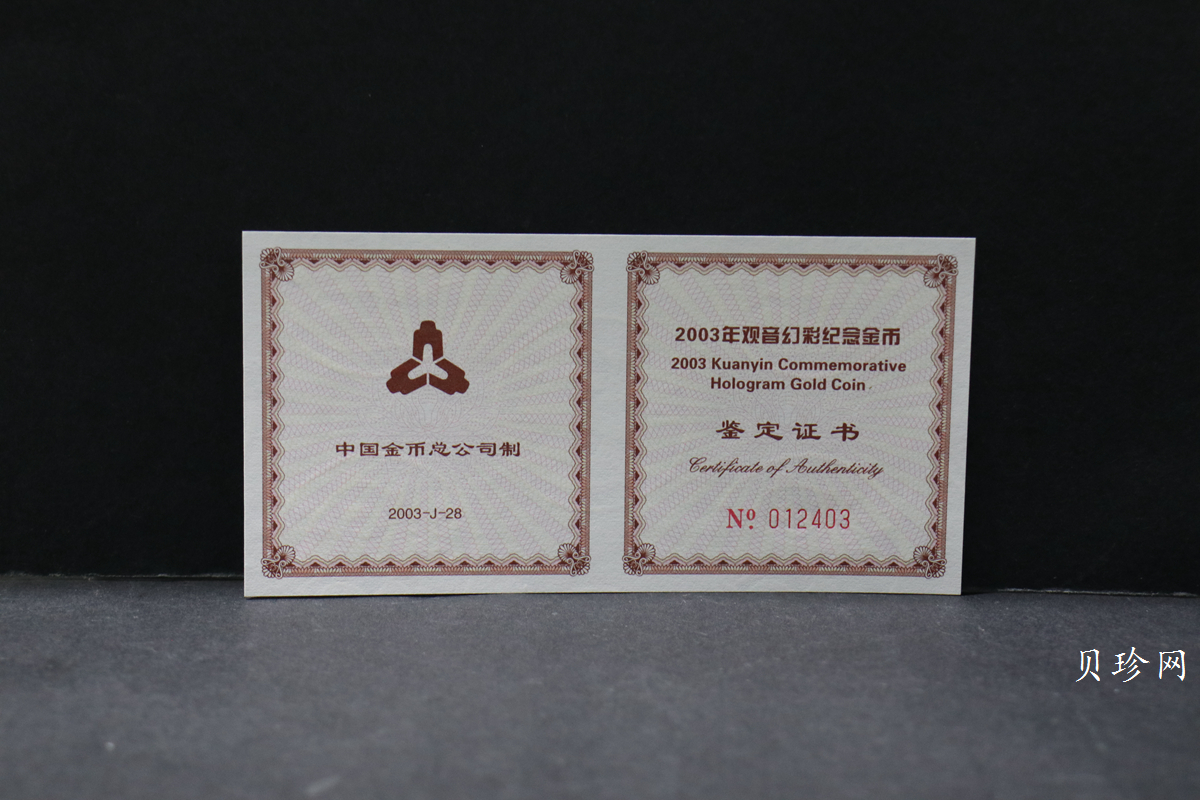 中国金币总公司制
2003-J-28
2003年观音幻彩纪念金币
2003 Kuanyin Commemorative
Hologram Gold Coin
鉴定证书
Certificate of Authenticity
Nº. 012403
贝珍网